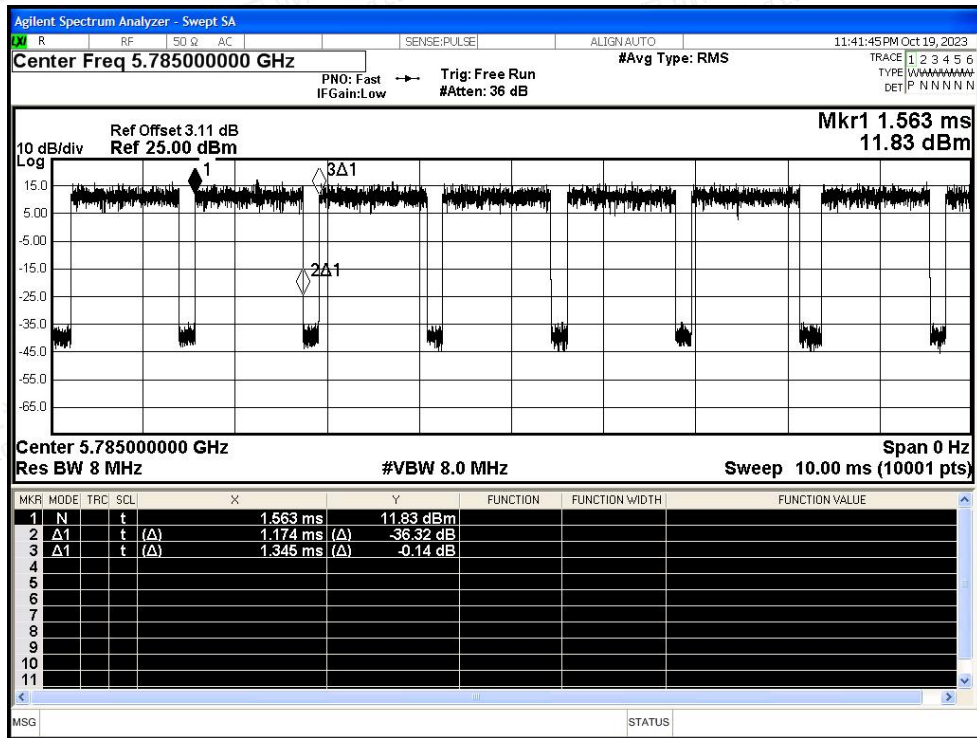 Agilent Spectrum Analyzer - Swept SA
LXI R RF 50 Ω AC SENSE:PULSE ALIGN AUTO 11:41:45 PM Oct 19, 2023
Center Freq 5.785000000 GHz #Avg Type: RMS TRACE 1 2 3 4 5 6
PNO: Fast Trig: Free Run TYPE
IFGain:Low #Atten: 36 dB DET P N N N N N
Mkr1 1.563 ms
Ref Offset 3.11 dB
10 dB/div Ref 25.00 dBm 11.83 dBm
Log
1 3Δ1
15.0
5.00
-5.00
-15.0
2Δ1
-25.0
-35.0
-45.0
-55.0
-65.0
Center 5.785000000 GHz Span 0 Hz
Res BW 8 MHz #VBW 8.0 MHz Sweep 10.00 ms (10001 pts)
MKR MODE TRC SCL X Y FUNCTION FUNCTION WIDTH FUNCTION VALUE
1 N t 1.563 ms 11.83 dBm
2 Δ1 t (Δ) 1.174 ms (Δ) -36.32 dB
3 Δ1 t (Δ) 1.345 ms (Δ) -0.14 dB
4
5
6
7
8
9
10
11
MSG STATUS